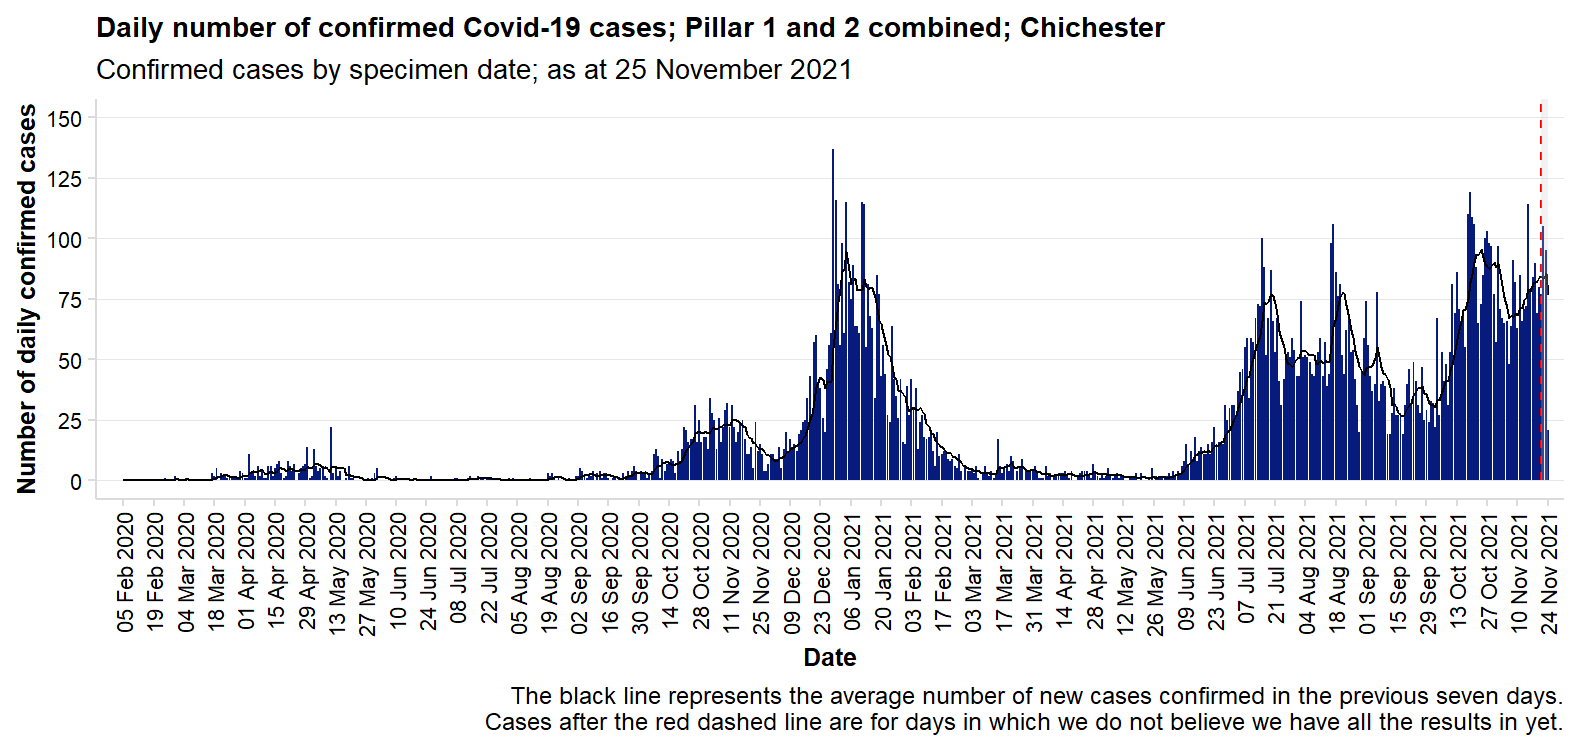 Daily number of confirmed Covid-19 cases; Pillar 1 and 2 combined; Chichester
Confirmed cases by specimen date; as at 25 November 2021
Number of daily confirmed cases
150
125
100
75
50
25
0
05 Feb 2020
19 Feb 2020
04 Mar 2020
18 Mar 2020
01 Apr 2020
15 Apr 2020
29 Apr 2020
13 May 2020
27 May 2020
10 Jun 2020
24 Jun 2020
08 Jul 2020
22 Jul 2020
05 Aug 2020
19 Aug 2020
02 Sep 2020
16 Sep 2020
30 Sep 2020
14 Oct 2020
28 Oct 2020
11 Nov 2020
25 Nov 2020
09 Dec 2020
23 Dec 2020
06 Jan 2021
20 Jan 2021
03 Feb 2021
17 Feb 2021
03 Mar 2021
17 Mar 2021
31 Mar 2021
14 Apr 2021
28 Apr 2021
12 May 2021
26 May 2021
09 Jun 2021
23 Jun 2021
07 Jul 2021
21 Jul 2021
04 Aug 2021
18 Aug 2021
01 Sep 2021
15 Sep 2021
29 Sep 2021
13 Oct 2021
27 Oct 2021
10 Nov 2021
24 Nov 2021
Date
The black line represents the average number of new cases confirmed in the previous seven days.
Cases after the red dashed line are for days in which we do not believe we have all the results in yet.